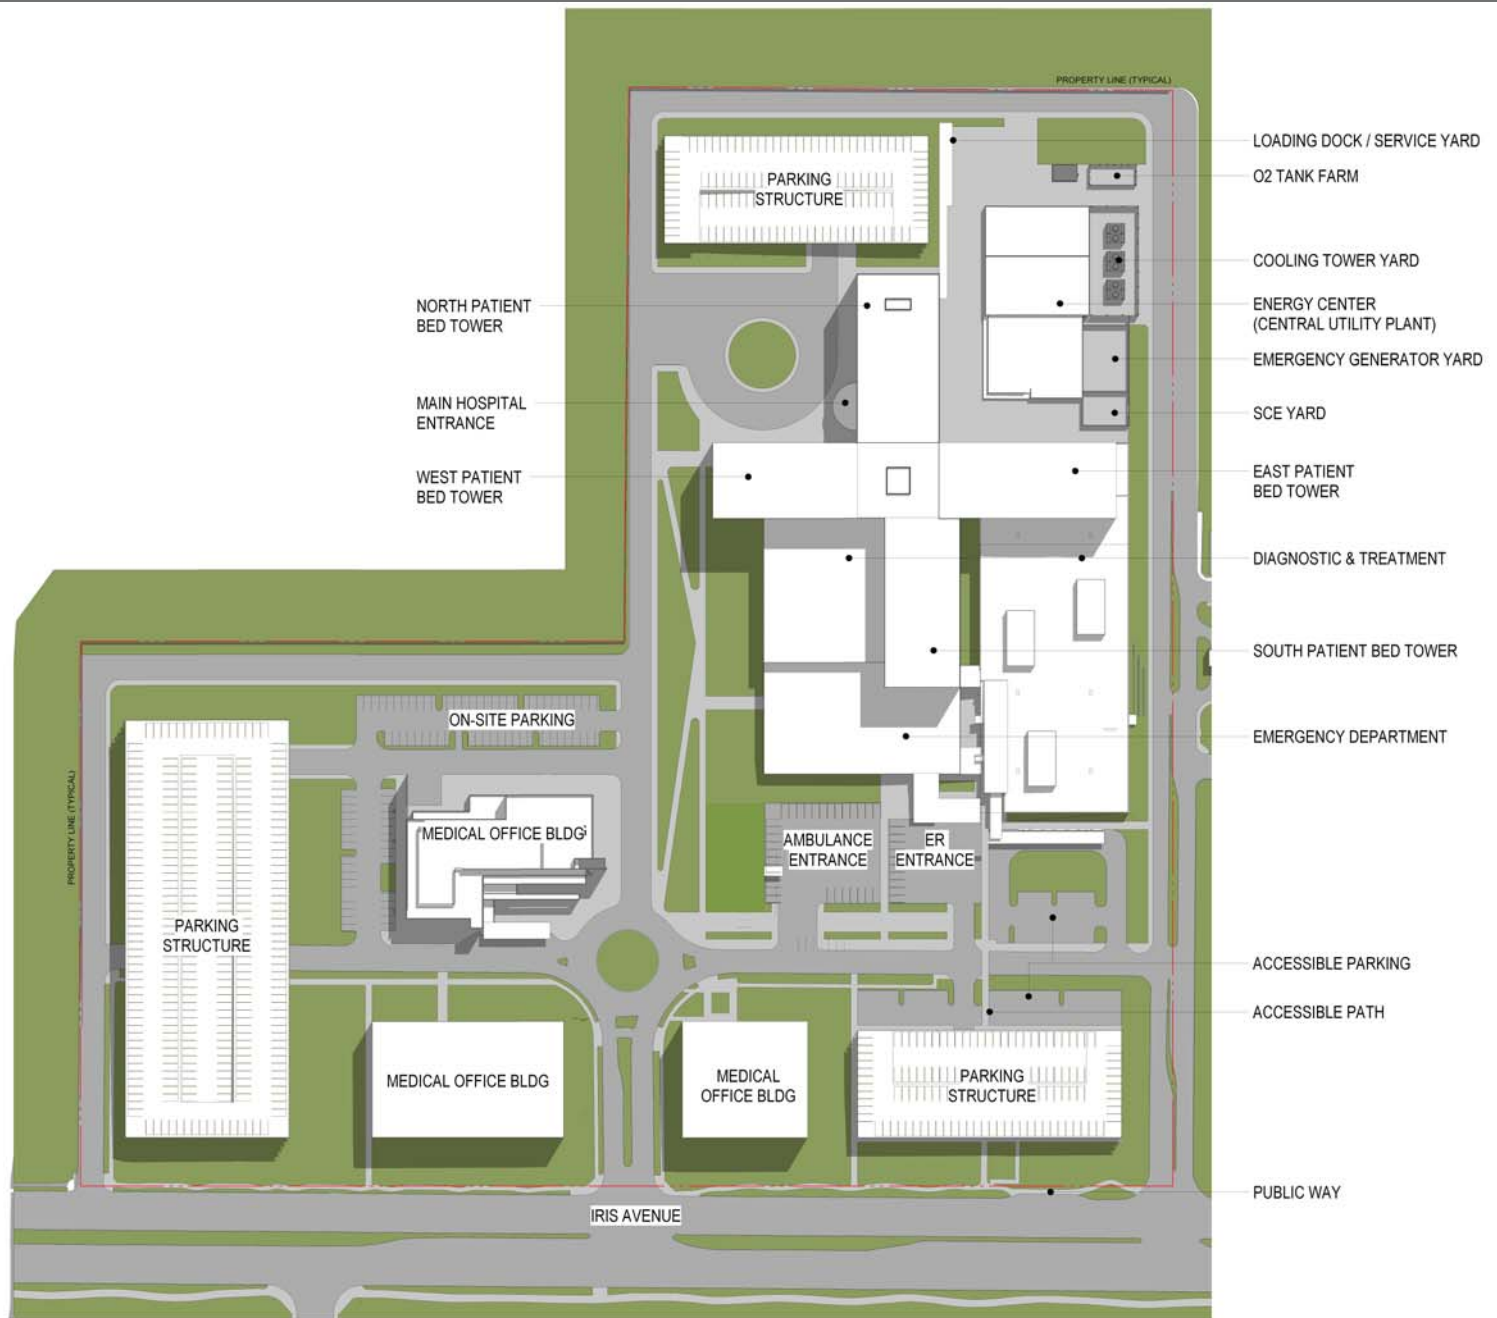 PROPERTY LINE (TYPICAL)
LOADING DOCK / SERVICE YARD
O2 TANK FARM
PARKING
STRUCTURE
COOLING TOWER YARD
NORTH PATIENT
BED TOWER
ENERGY CENTER
(CENTRAL UTILITY PLANT)
EMERGENCY GENERATOR YARD
MAIN HOSPITAL
ENTRANCE
SCE YARD
WEST PATIENT
BED TOWER
EAST PATIENT
BED TOWER
DIAGNOSTIC & TREATMENT
SOUTH PATIENT BED TOWER
ON-SITE PARKING
EMERGENCY DEPARTMENT
PROPERTY LINE (TYPICAL)
MEDICAL OFFICE BLDG
AMBULANCE
ENTRANCE
ER
ENTRANCE
PARKING
STRUCTURE
ACCESSIBLE PARKING
ACCESSIBLE PATH
MEDICAL OFFICE BLDG
MEDICAL
OFFICE BLDG
PARKING
STRUCTURE
PUBLIC WAY
IRIS AVENUE